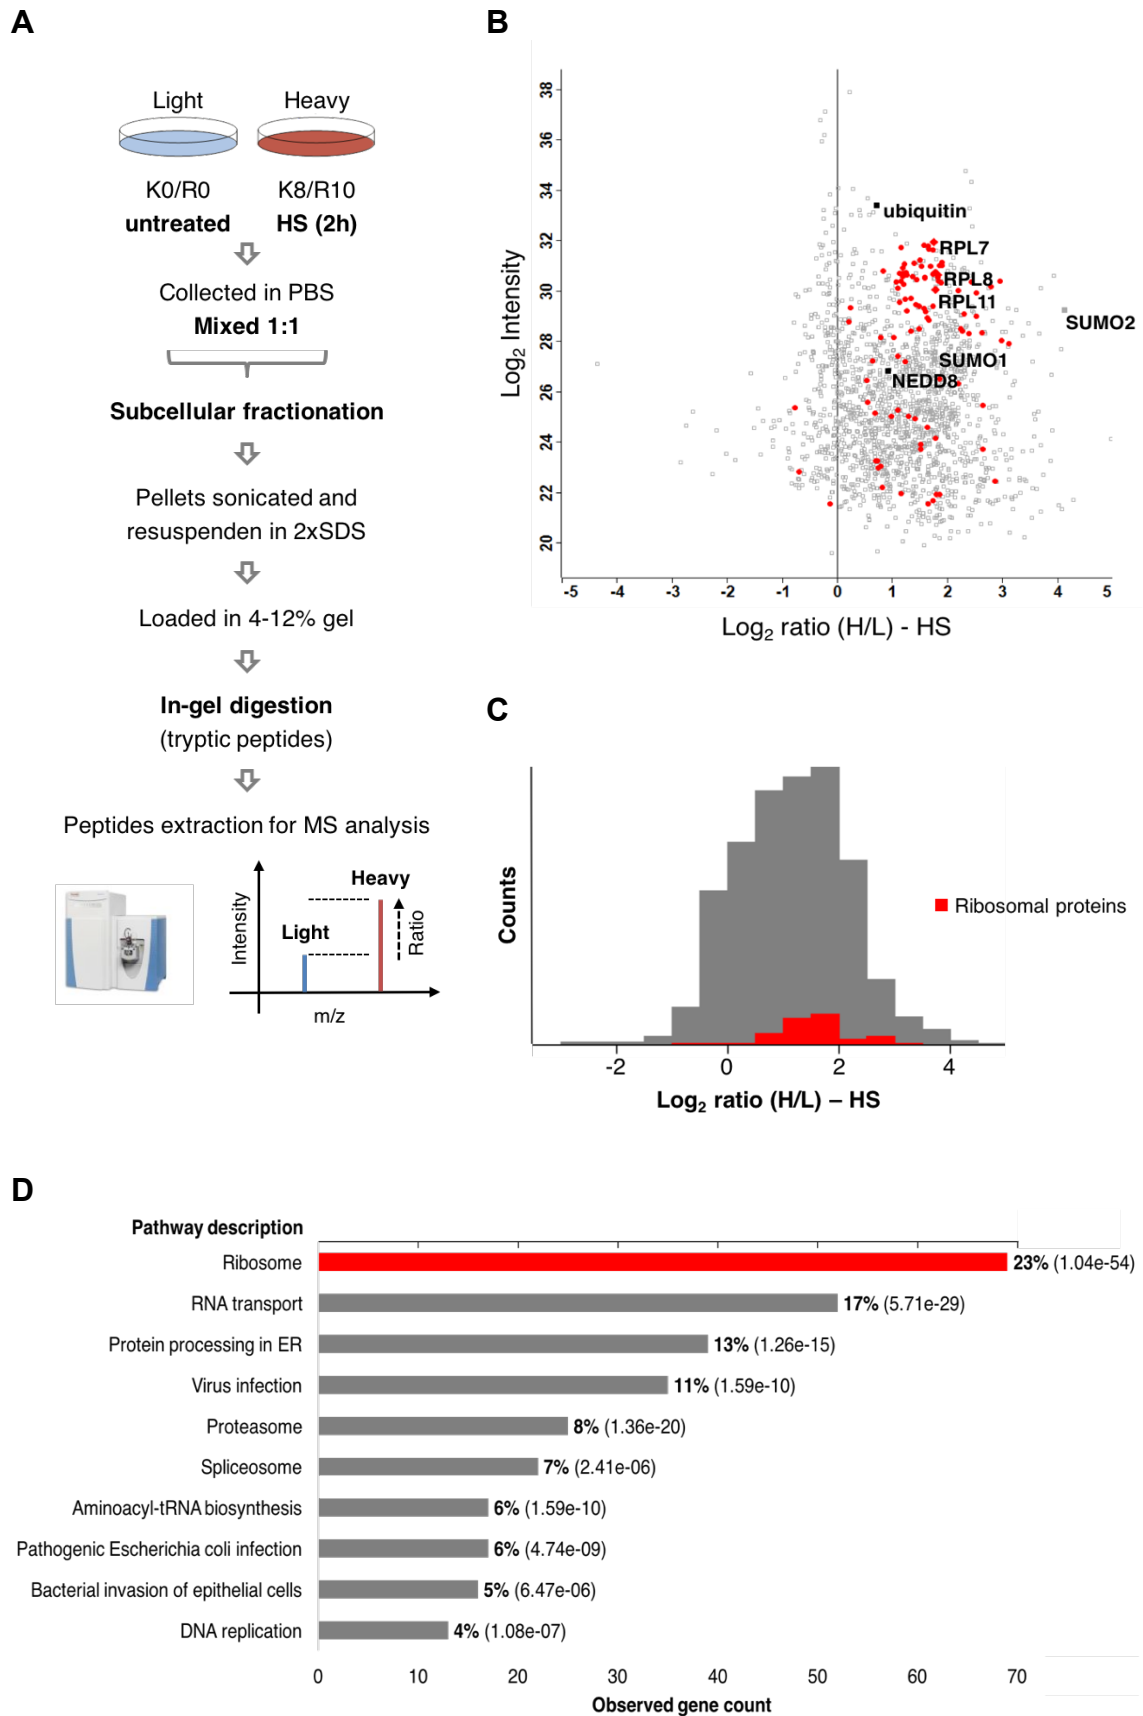 A
Light
Heavy
K0/R0
K8/R10
untreated
HS (2h)
Collected in PBS
Mixed 1:1
Subcellular fractionation
Pellets sonicated and
resuspenden in 2xSDS
Loaded in 4-12% gel
In-gel digestion
(tryptic peptides)
Peptides extraction for MS analysis
Intensity
Light
Heavy
Ratio
m/z
B
Log2 Intensity
38
36
34
32
30
28
26
24
22
20
ubiquitin
RPL7
RPL8
RPL11
SUMO2
SUMO1
NEDD8
-5 -4 -3 -2 -1 0 1 2 3 4 5
Log2 ratio (H/L) - HS
C
Counts
Ribosomal proteins
-2 0 2 4
Log2 ratio (H/L) – HS
D
Pathway description
Ribosome 23% (1.04e-54)
RNA transport 17% (5.71e-29)
Protein processing in ER 13% (1.26e-15)
Virus infection 11% (1.59e-10)
Proteasome 8% (1.36e-20)
Spliceosome 7% (2.41e-06)
Aminoacyl-tRNA biosynthesis 6% (1.59e-10)
Pathogenic Escherichia coli infection 6% (4.74e-09)
Bacterial invasion of epithelial cells 5% (6.47e-06)
DNA replication 4% (1.08e-07)
0 10 20 30 40 50 60 70
Observed gene count